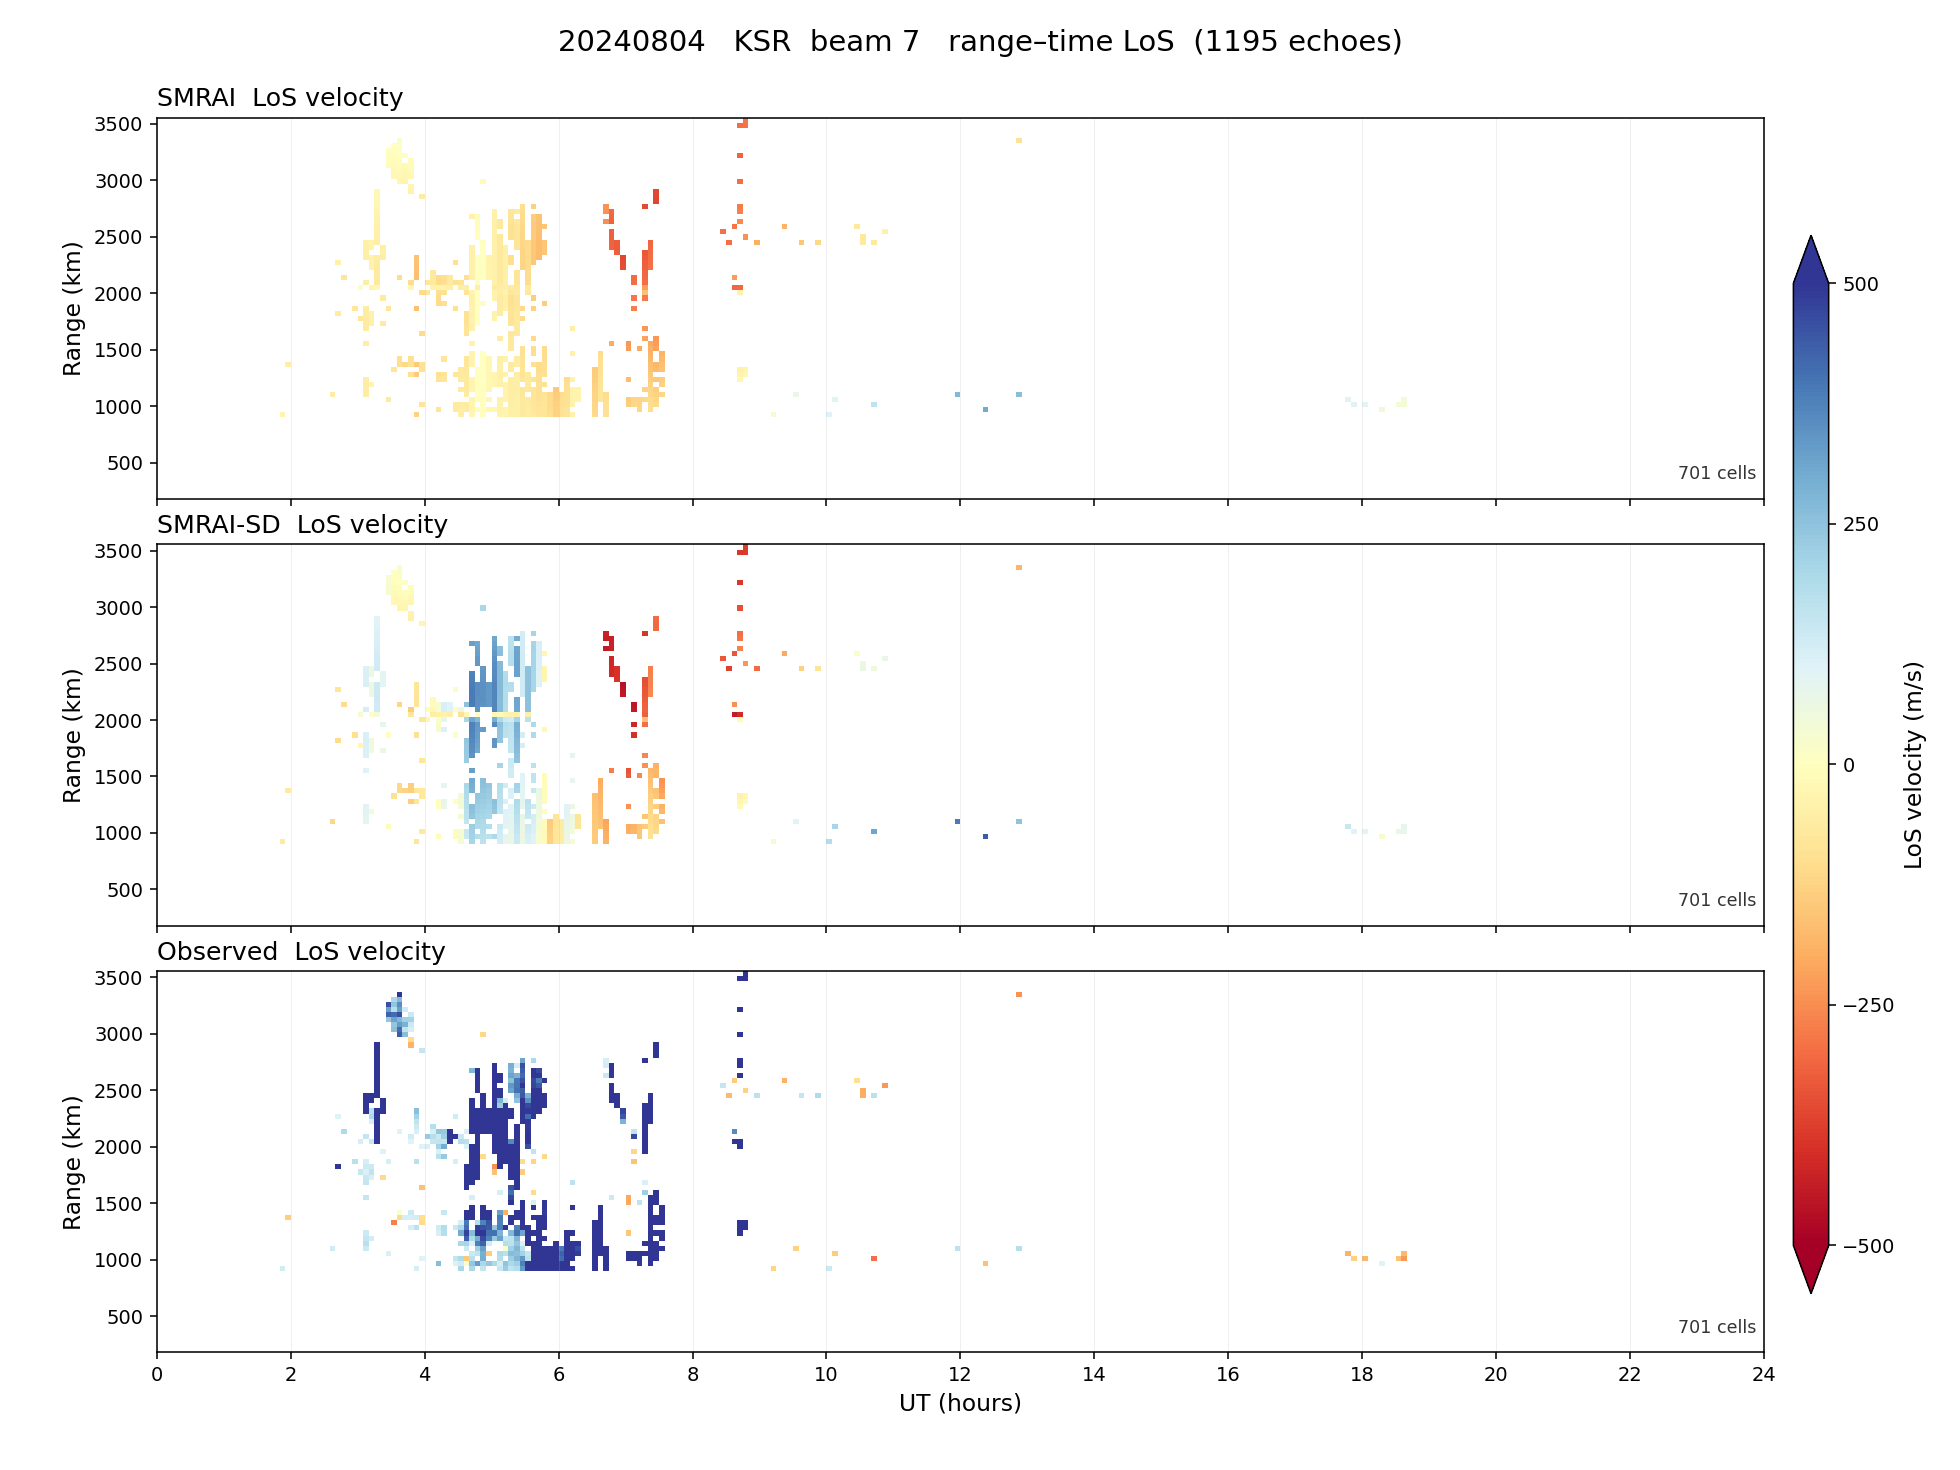 20240804   KSR  beam 7   range–time LoS  (1195 echoes)
SMRAI  LoS velocity
3500
3000
2500
2000
1500
1000
500
Range (km)
701 cells
SMRAI-SD  LoS velocity
3500
3000
2500
2000
1500
1000
500
Range (km)
701 cells
Observed  LoS velocity
3500
3000
2500
2000
1500
1000
500
Range (km)
701 cells
0 2 4 6 8 10 12 14 16 18 20 22 24
UT (hours)
500
250
0
−250
−500
LoS velocity (m/s)